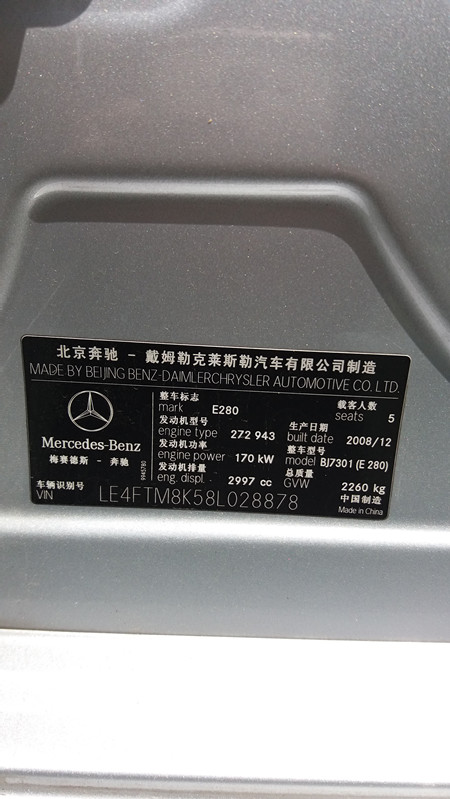 北京奔驰 - 戴姆勒克莱斯勒汽车有限公司制造
MADE BY BEIJING BENZ-DAIMLERCHRYSLER AUTOMOTIVE CO. LTD.
Mercedes-Benz
梅赛德斯 - 奔驰
整车标志
mark E280
载客人数
seats 5
发动机型号
engine type 272 943
生产日期
built date 2008/12
发动机功率
engine power 170 kW
整车型号
model BJ7301 (E 280)
发动机排量
eng. displ. 2997 cc
总质量
GVW 2260 kg
车辆识别号
VIN LE4FTM8K58L028878
中国制造
Made in China